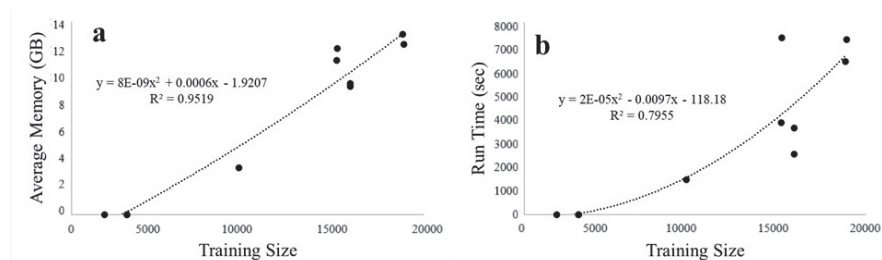 a
14
12
10
8
6
4
2
0
Average Memory (GB)
y = 8E-09x² + 0.0006x - 1.9207
R² = 0.9519
0 5000 10000 15000 20000
Training Size
b
8000
7000
6000
5000
4000
3000
2000
1000
0
Run Time (sec)
y = 2E-05x² - 0.0097x - 118.18
R² = 0.7955
0 5000 10000 15000 20000
Training Size